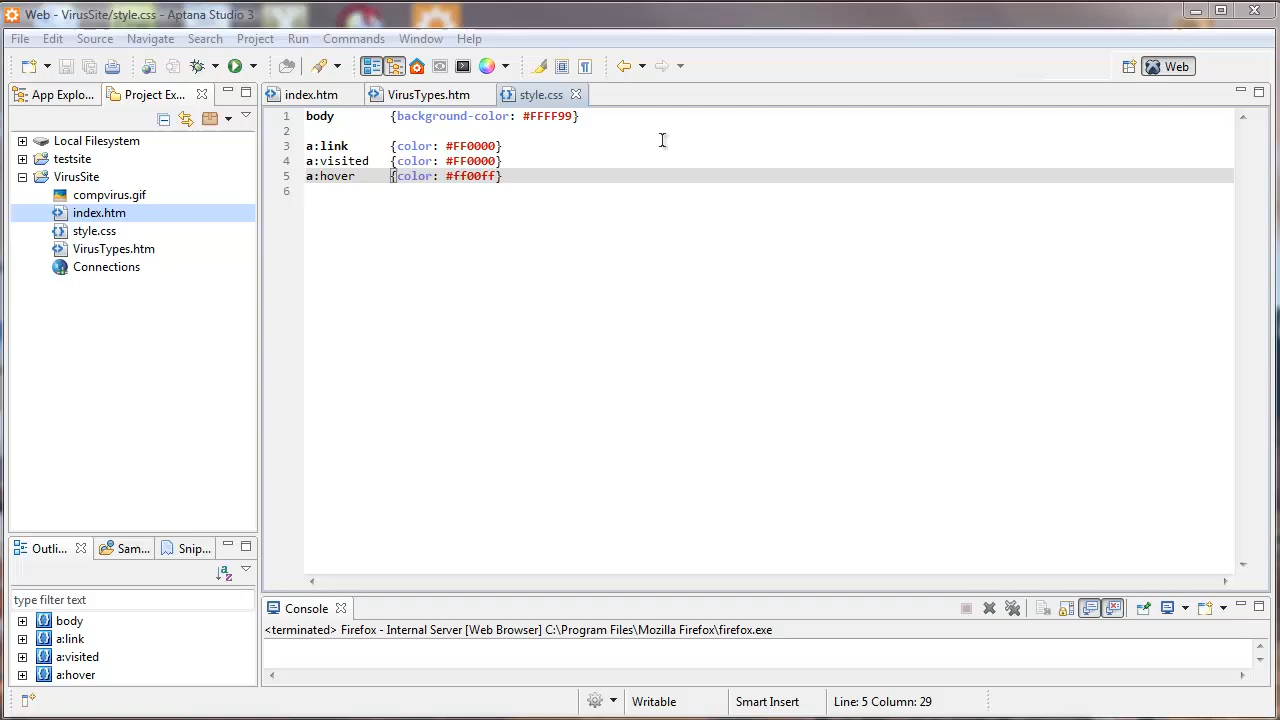 Web - VirusSite/style.css - Aptana Studio 3
File Edit Source Navigate Search Project Run Commands Window Help
Web
App Explo...
Project Ex...
index.htm
VirusTypes.htm
style.css
Local Filesystem
testsite
VirusSite
compvirus.gif
index.htm
style.css
VirusTypes.htm
Connections
1 body {background-color: #FFFF99}
2
3 a:link {color: #FF0000}
4 a:visited {color: #FF0000}
5 a:hover {color: #ff00ff}
6
Outli...
Sam...
Snip...
a z
type filter text
body
a:link
a:visited
a:hover
Console
<terminated> Firefox - Internal Server [Web Browser] C:\Program Files\Mozilla Firefox\firefox.exe
Writable
Smart Insert
Line: 5 Column: 29